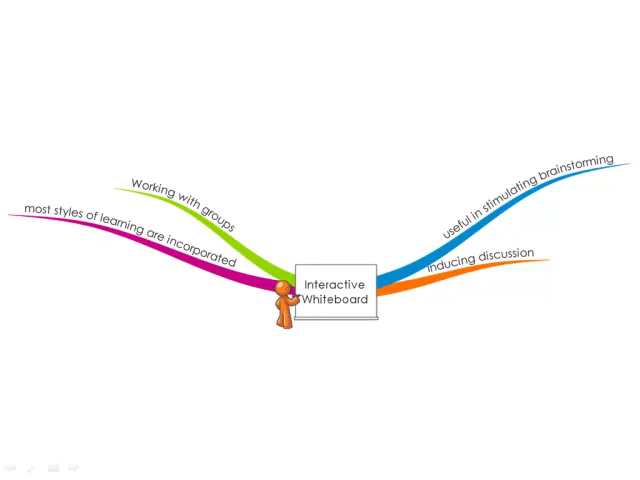 useful in stimulating brainstorming
Working with groups
most styles of learning are incorporated
Inducing discussion
Interactive
Whiteboard